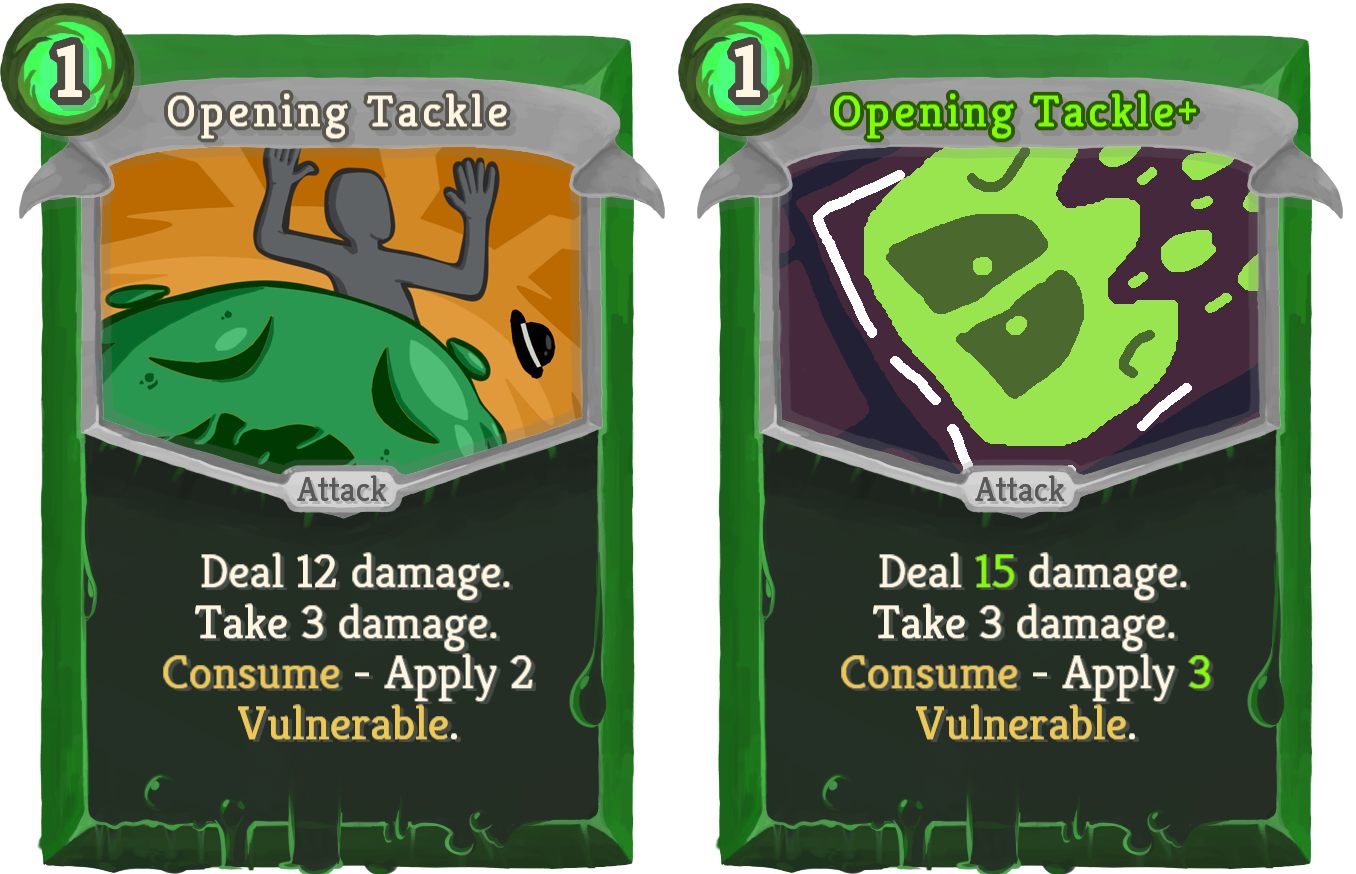 1
Opening Tackle
Attack
Deal 12 damage.
Take 3 damage.
Consume - Apply 2
Vulnerable.
1
Opening Tackle+
Attack
Deal 15 damage.
Take 3 damage.
Consume - Apply 3
Vulnerable.